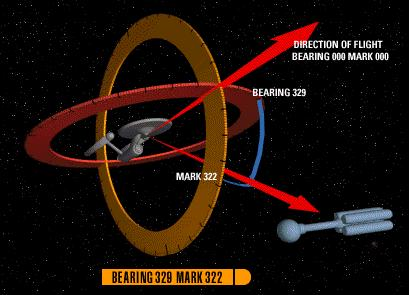 DIRECTION OF FLIGHT
BEARING 000 MARK 000
BEARING 329
MARK 322
BEARING 329 MARK 322